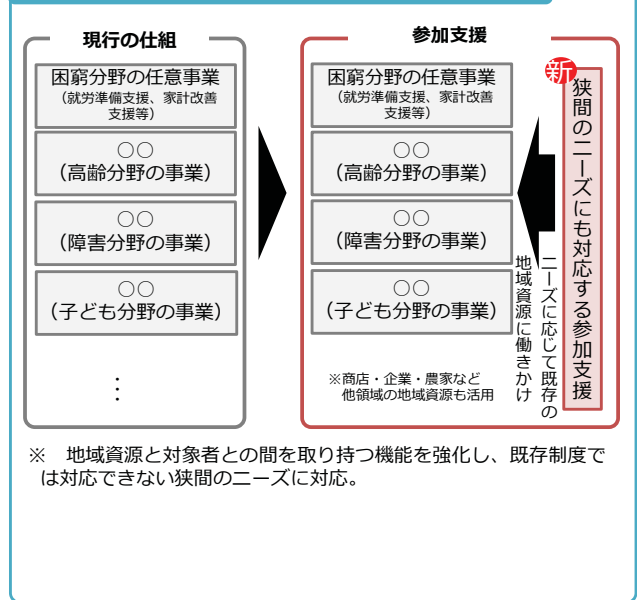 現行の仕組
困窮分野の任意事業
(就労準備支援、家計改善
支援等)
○○
(高齢分野の事業)
○○
(障害分野の事業)
○○
(子ども分野の事業)
⋮
参加支援
困窮分野の任意事業
(就労準備支援、家計改善
支援等)
○○
(高齢分野の事業)
○○
(障害分野の事業)
○○
(子ども分野の事業)
※商店・企業・農家など
他領域の地域資源も活用
新
狭間のニーズにも対応する参加支援
ニーズに応じて既存の
地域資源に働きかけ
※ 地域資源と対象者との間を取り持つ機能を強化し、既存制度で
は対応できない狭間のニーズに対応。